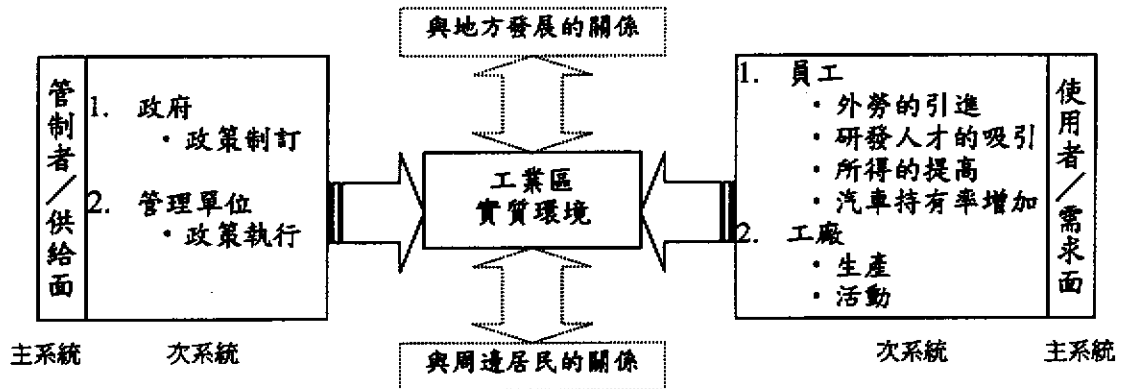 與地方發展的關係
管制者／供給面
1. 政府
・政策制訂
2. 管理單位
・政策執行
工業區
實質環境
1. 員工
・外勞的引進
・研發人才的吸引
・所得的提高
・汽車持有率增加
2. 工廠
・生產
・活動
使用者／需求面
主系統 次系統
與周邊居民的關係
次系統 主系統